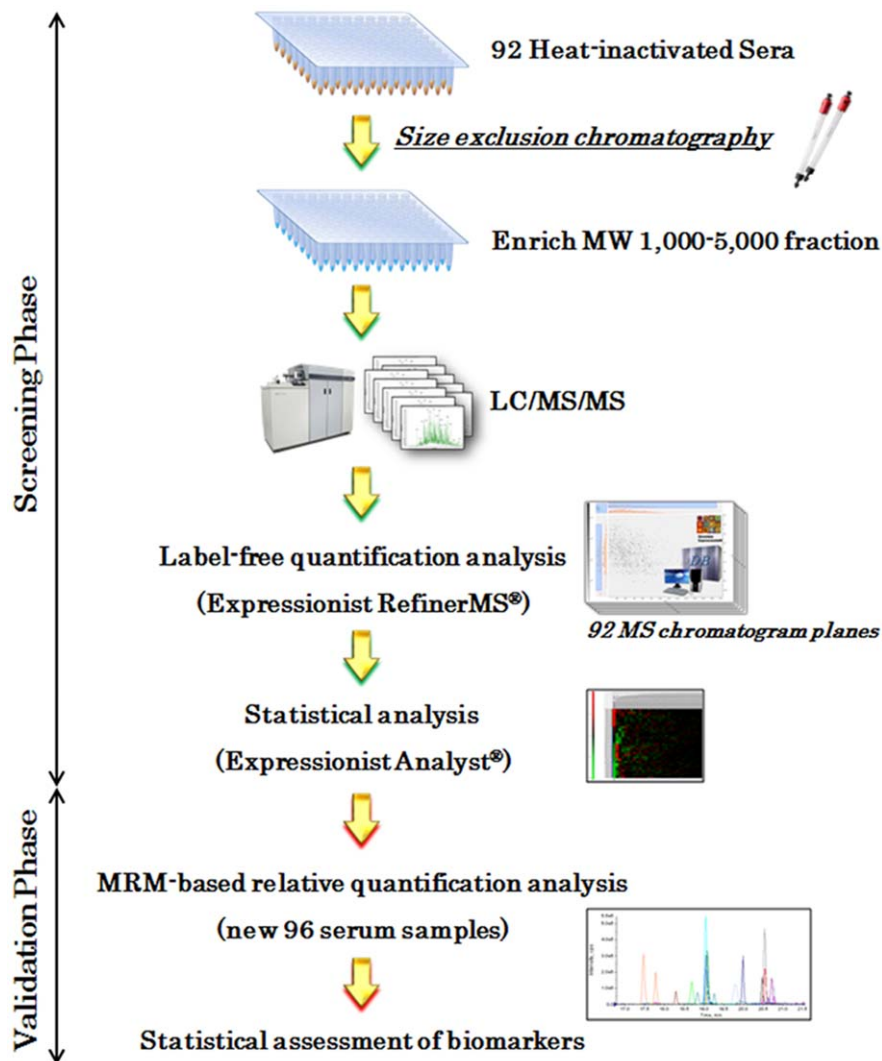 92 Heat-inactivated Sera
Size exclusion chromatography
Enrich MW 1,000-5,000 fraction
Screening Phase
LC/MS/MS
Label-free quantification analysis
(Expressionist RefinerMS®)
DB
92 MS chromatogram planes
Statistical analysis
(Expressionist Analyst®)
Validation Phase
MRM-based relative quantification analysis
(new 96 serum samples)
Statistical assessment of biomarkers